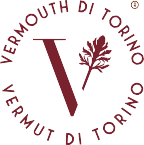 VERMOUTH DI TORINO
V
VERMUT DI TORINO